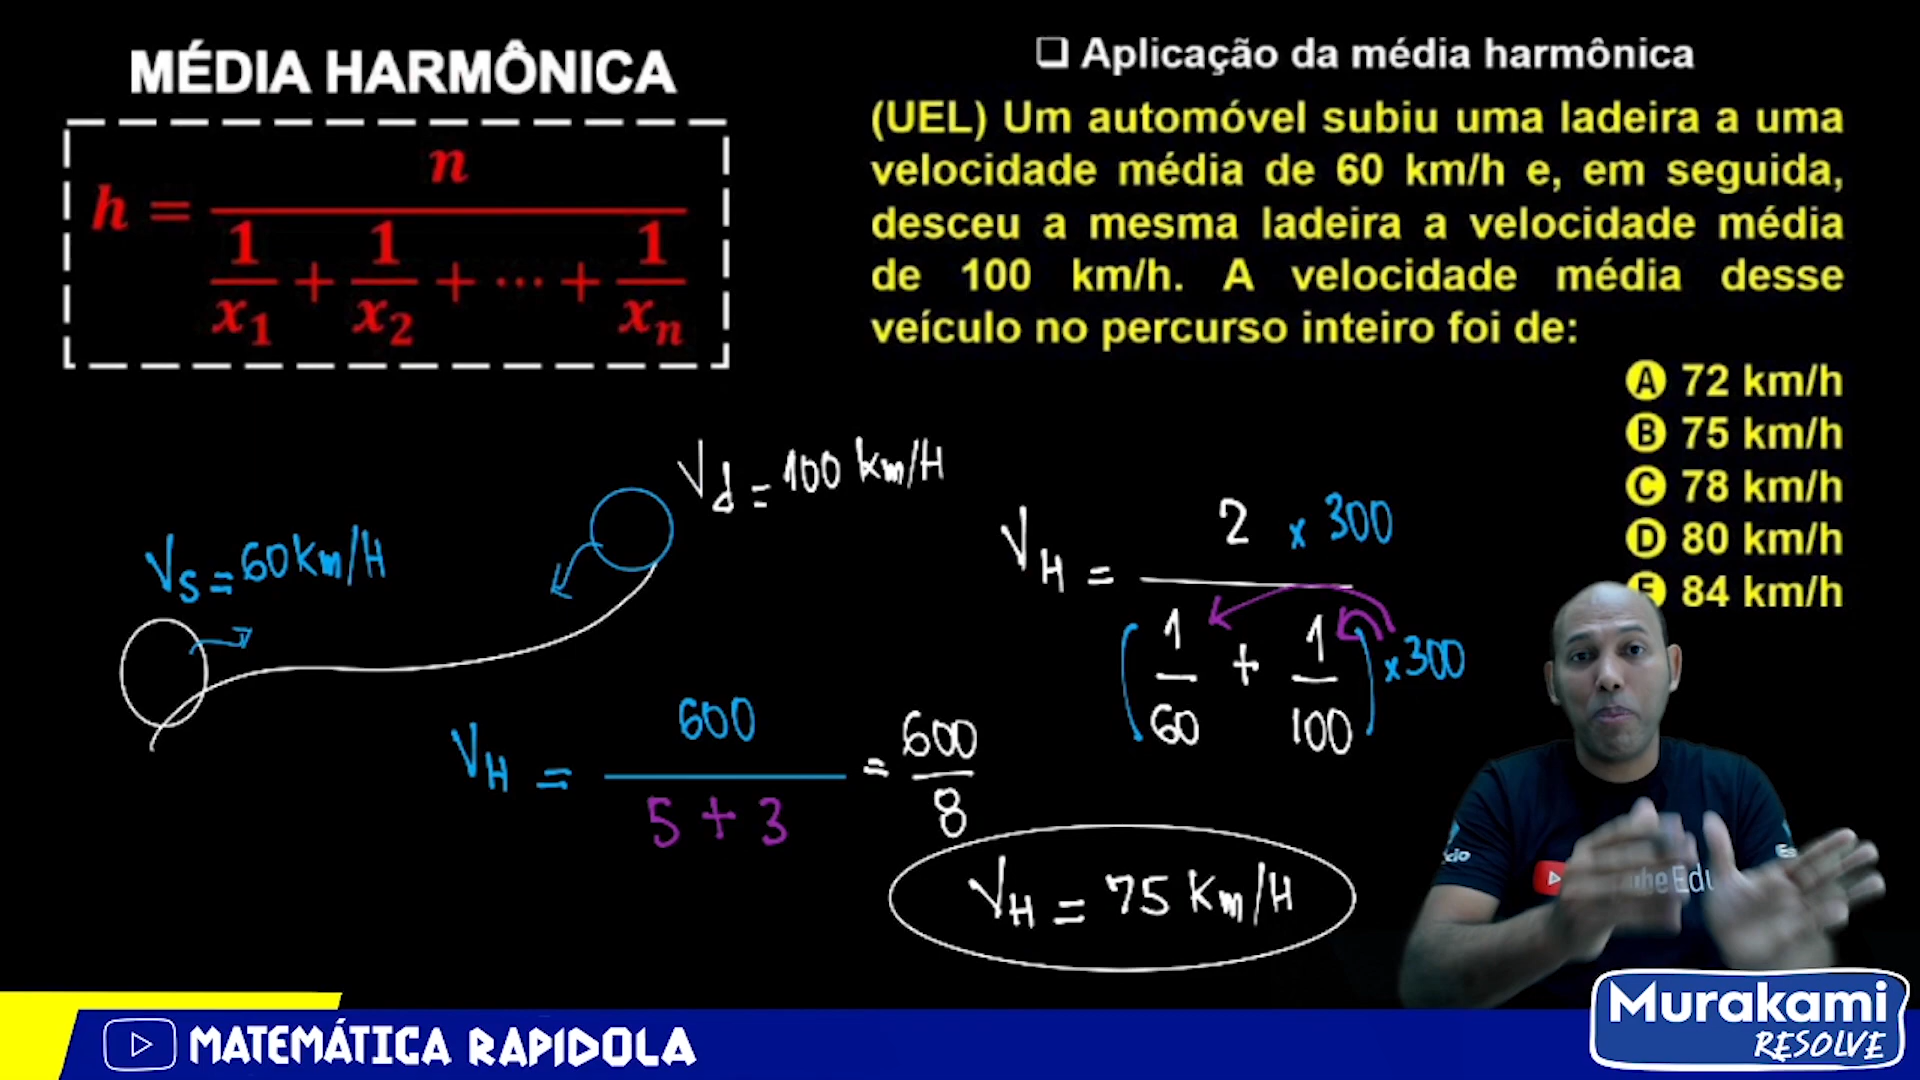 MÉDIA HARMÔNICA
h = n
1/x₁ + 1/x₂ + ⋯ + 1/xₙ
❏ Aplicação da média harmônica
(UEL) Um automóvel subiu uma ladeira a uma
velocidade média de 60 km/h e, em seguida,
desceu a mesma ladeira a velocidade média
de 100 km/h. A velocidade média desse
veículo no percurso inteiro foi de:
A 72 km/h
B 75 km/h
C 78 km/h
D 80 km/h
E 84 km/h
Vd = 100 km/H
Vs = 60 Km/H
VH = 2 x 300
(1/60 + 1/100) x 300
VH = 600 / 5 + 3 = 600/8
VH = 75 Km/H
MATEMÁTICA RAPIDOLA
Murakami
RESOLVE